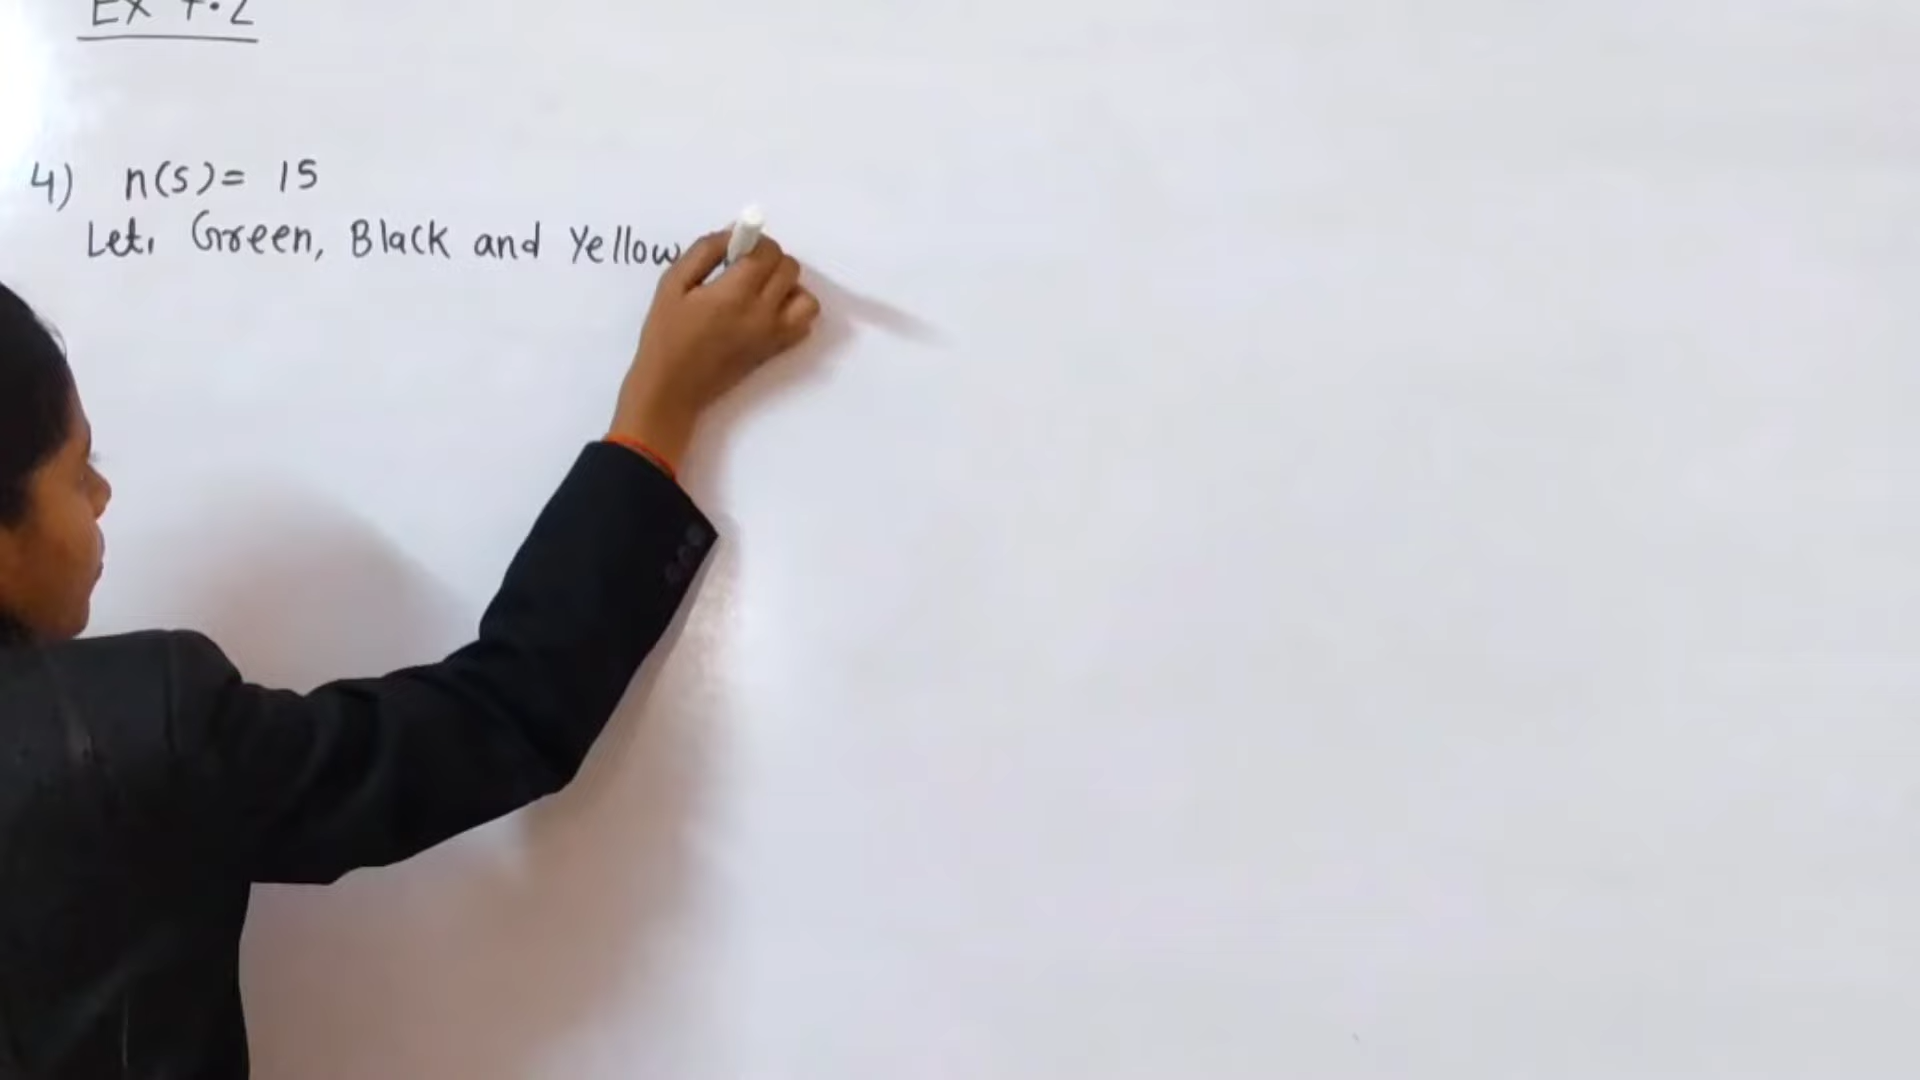 4) n(s)= 15
Let, Green, Black and Yellow